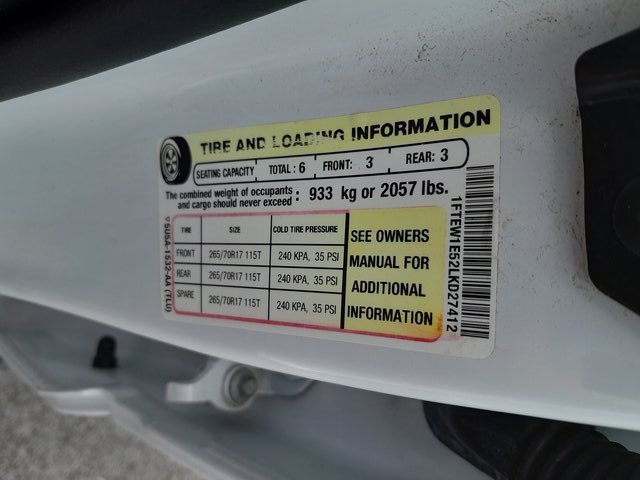 TIRE AND LOADING INFORMATION
SEATING CAPACITY TOTAL : 6 FRONT: 3 REAR: 3
The combined weight of occupants
and cargo should never exceed : 933 kg or 2057 lbs.
TIRE SIZE COLD TIRE PRESSURE
FRONT 265/70R17 115T 240 KPA, 35 PSI
REAR 265/70R17 115T 240 KPA, 35 PSI
SPARE 265/70R17 115T 240 KPA, 35 PSI
SEE OWNERS
MANUAL FOR
ADDITIONAL
INFORMATION
1FTEW1E52LKD27412